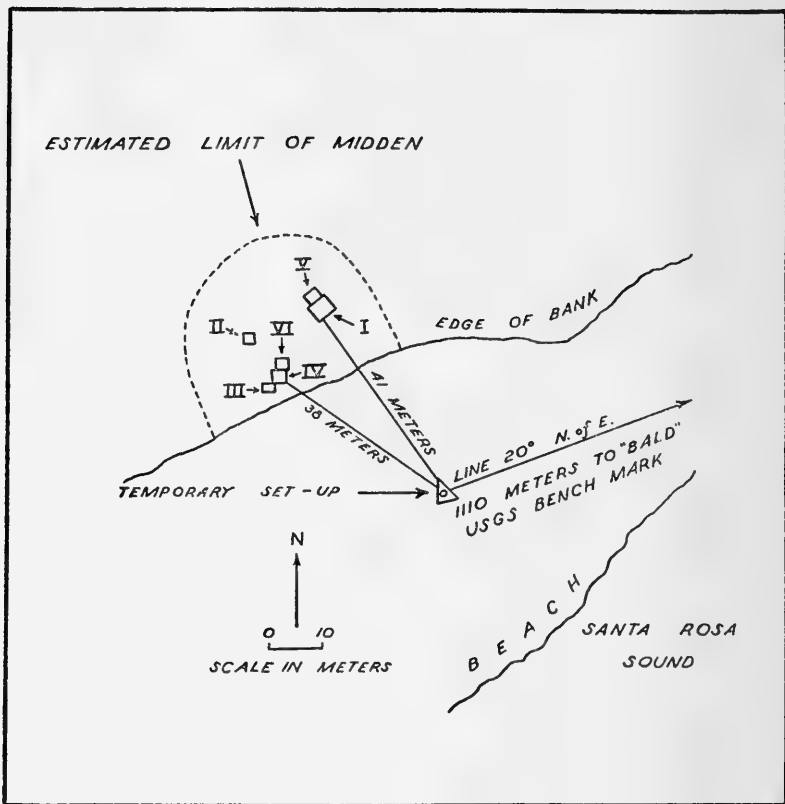 ESTIMATED LIMIT OF MIDDEN
V
I
II
VI
IV
III
EDGE OF BANK
41 METERS
38 METERS
LINE 20° N. of E.
1110 METERS TO "BALD"
USGS BENCH MARK
TEMPORARY SET-UP
N
0 10
SCALE IN METERS
BEACH
SANTA ROSA
SOUND